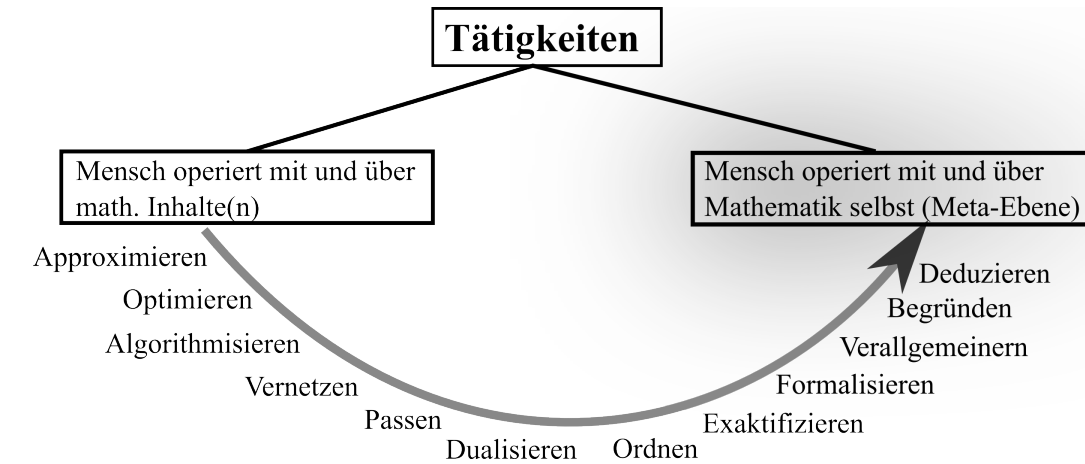 Tätigkeiten
Mensch operiert mit und über
math. Inhalte(n)
Mensch operiert mit und über
Mathematik selbst (Meta-Ebene)
Approximieren
Optimieren
Algorithmisieren
Vernetzen
Passen
Dualisieren
Ordnen
Exaktifizieren
Formalisieren
Verallgemeinern
Begründen
Deduzieren